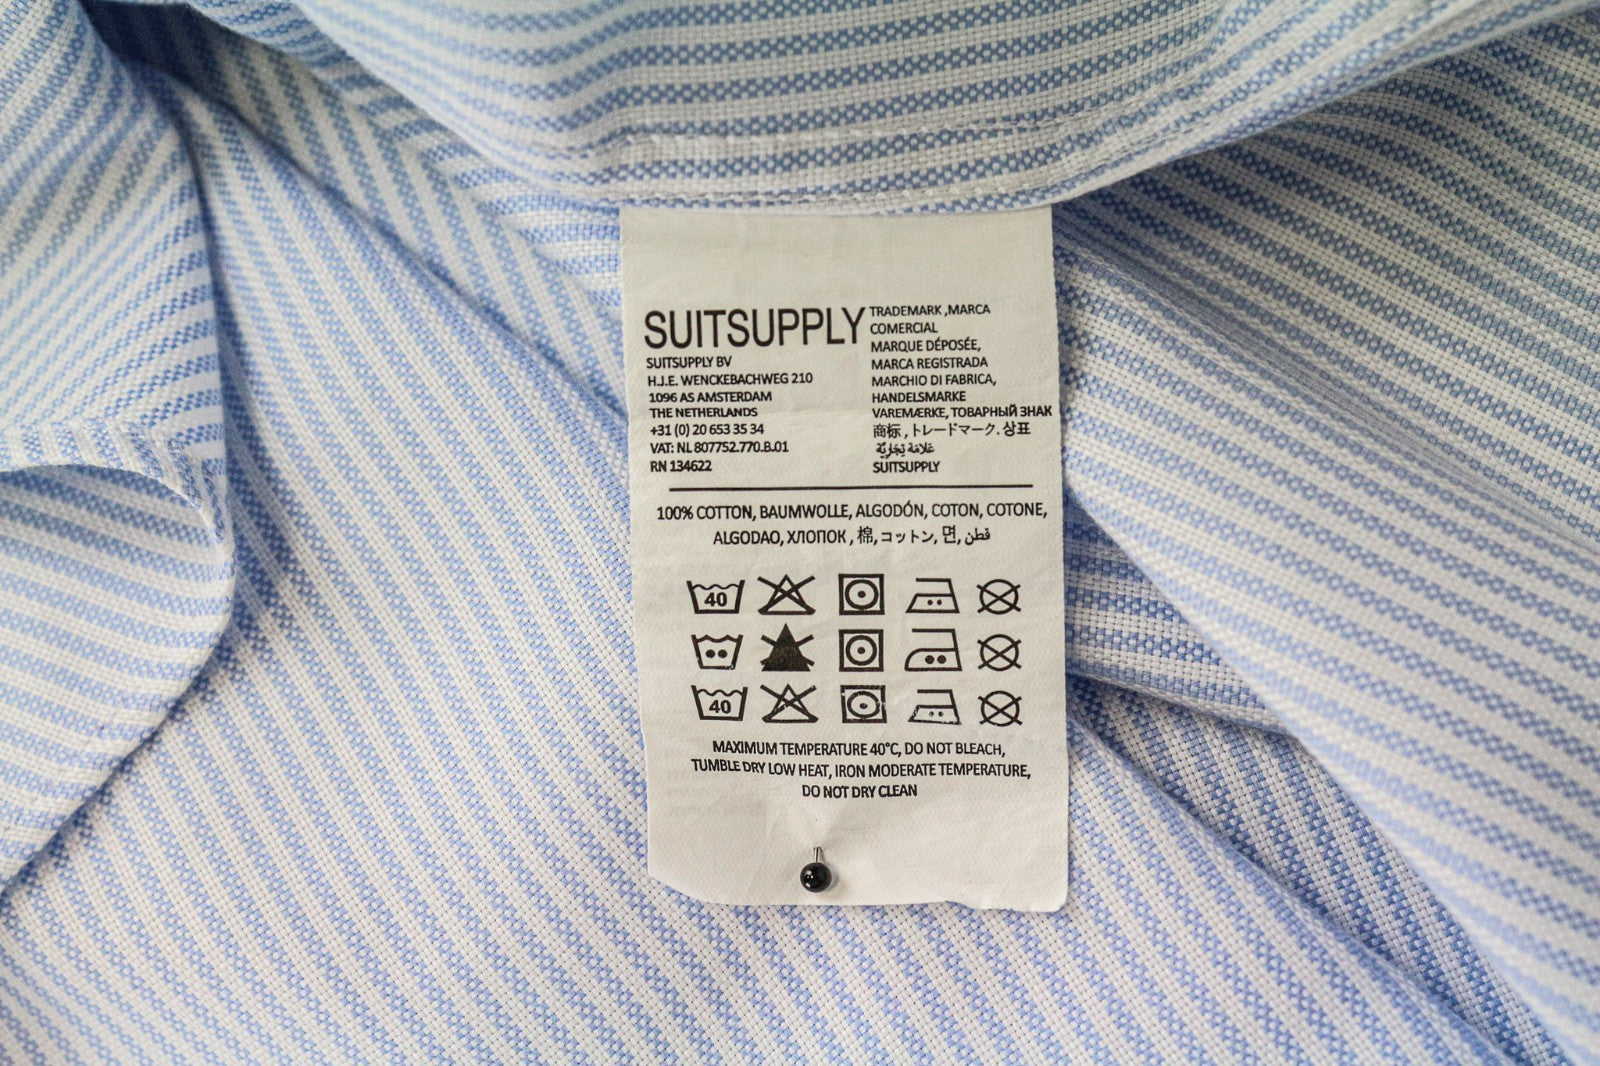 SUITSUPPLY
SUITSUPPLY BV
H.J.E. WENCKEBACHWEG 210
1096 AS AMSTERDAM
THE NETHERLANDS
+31 (0) 20 653 35 34
VAT: NL 807752.770.B.01
RN 134622
TRADEMARK ,MARCA
COMERCIAL
MARQUE DÉPOSÉE,
MARCA REGISTRADA
MARCHIO DI FABRICA,
HANDELSMARKE
VAREMÆRKE, ТОВАРНЫЙ ЗНАК
商标 , トレードマーク. 상표
عَلامَة تِجَارِيَّة
SUITSUPPLY
100% COTTON, BAUMWOLLE, ALGODÓN, COTON, COTONE,
ALGODAO, ХЛОПОК , 棉, コットン, 면, قطن
40
40
MAXIMUM TEMPERATURE 40°C, DO NOT BLEACH,
TUMBLE DRY LOW HEAT, IRON MODERATE TEMPERATURE,
DO NOT DRY CLEAN